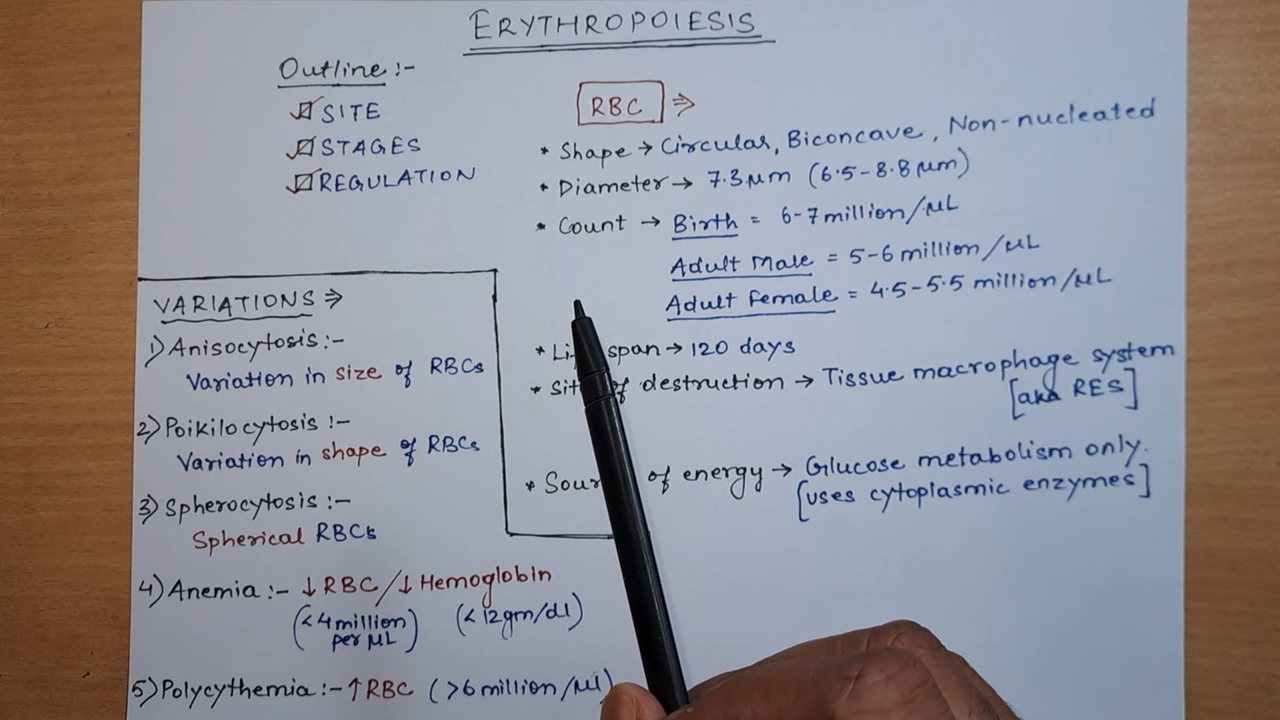 ERYTHROPOIESIS
Outline :-
SITE
STAGES
REGULATION
RBC ⇒
* Shape → Circular, Biconcave, Non-nucleated
* Diameter → 7.3 μm (6.5-8.8 μm)
* Count → Birth = 6-7 million/μL
Adult Male = 5-6 million/μL
Adult Female = 4.5-5.5 million/μL
* span → 120 days
* of destruction → Tissue macrophage system
[aka RES]
* of energy → Glucose metabolism only.
[uses cytoplasmic enzymes]
VARIATIONS ⇒
1) Anisocytosis :-
Variation in size of RBCs
2) Poikilocytosis :-
Variation in shape of RBCs
3) Spherocytosis :-
Spherical RBCs
4) Anemia :- ↓ RBC/↓ Hemoglobin
(<4 million per μL) (<12gm/dl)
5) Polycythemia :- ↑ RBC (>6 million/μl)